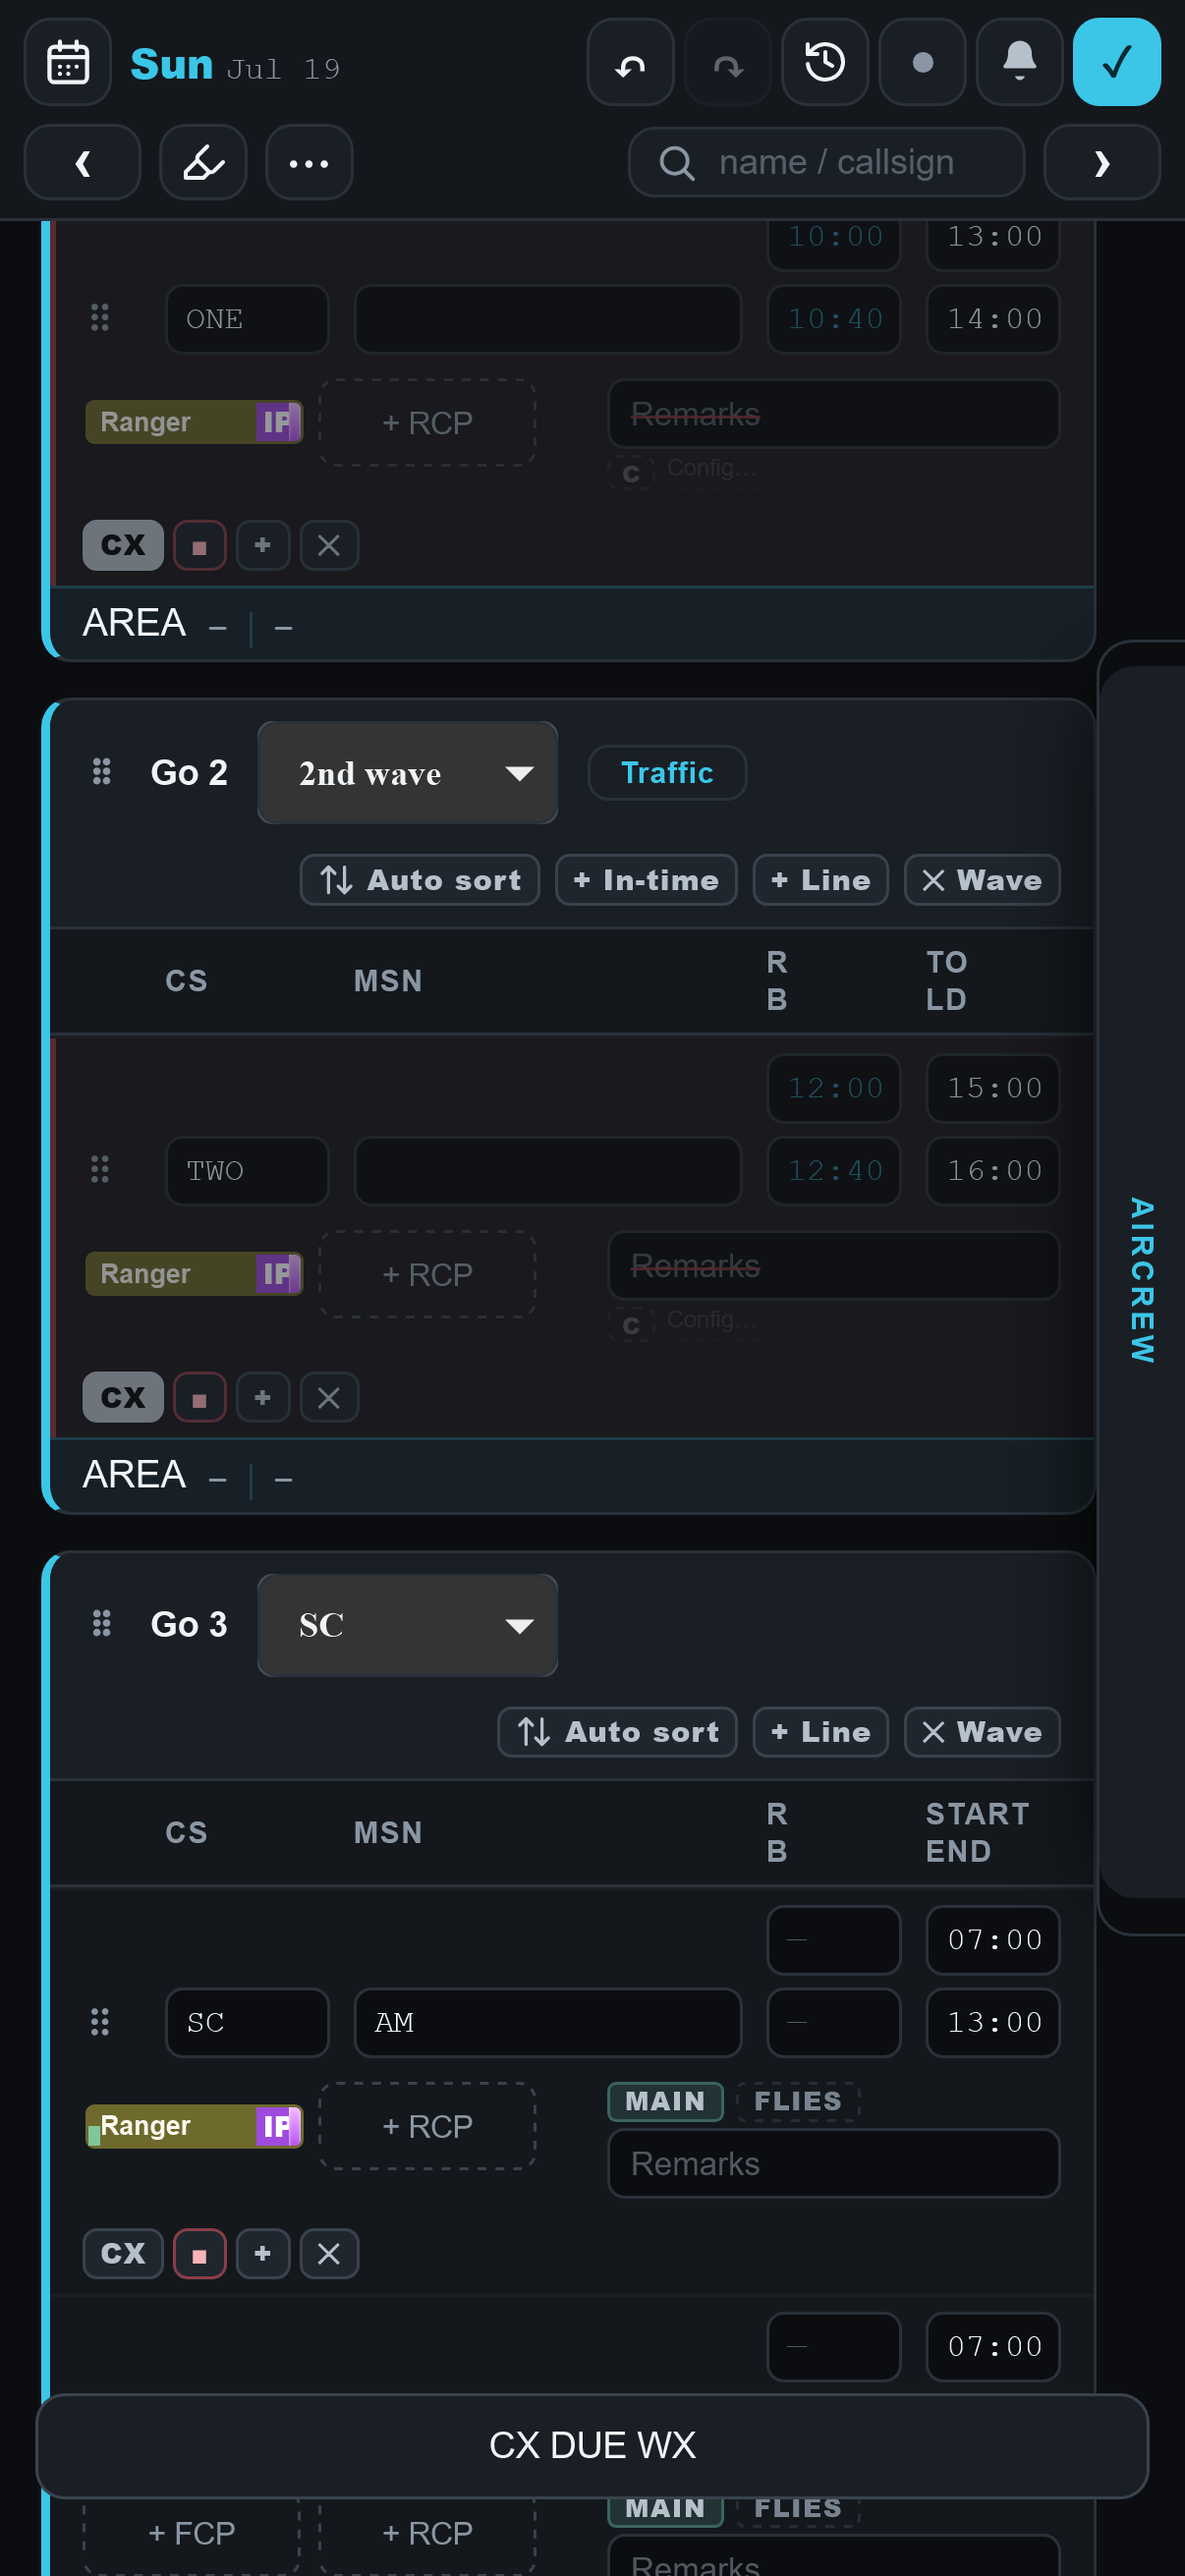 Sun Jul 19
name / callsign
10:00 13:00
ONE 10:40 14:00
Ranger IP + RCP Remarks
C Config...
CX + ×
AREA – | –
Go 2 2nd wave Traffic
Auto sort + In-time + Line × Wave
CS MSN R TO
B LD
12:00 15:00
TWO 12:40 16:00
Ranger IP + RCP Remarks
C Config...
CX + ×
AREA – | –
AIRCREW
Go 3 SC
Auto sort + Line × Wave
CS MSN R START
B END
— 07:00
SC AM — 13:00
MAIN FLIES
Ranger IP + RCP
Remarks
CX + ×
— 07:00
CX DUE WX
MAIN FLIES
+ FCP + RCP
Remarks